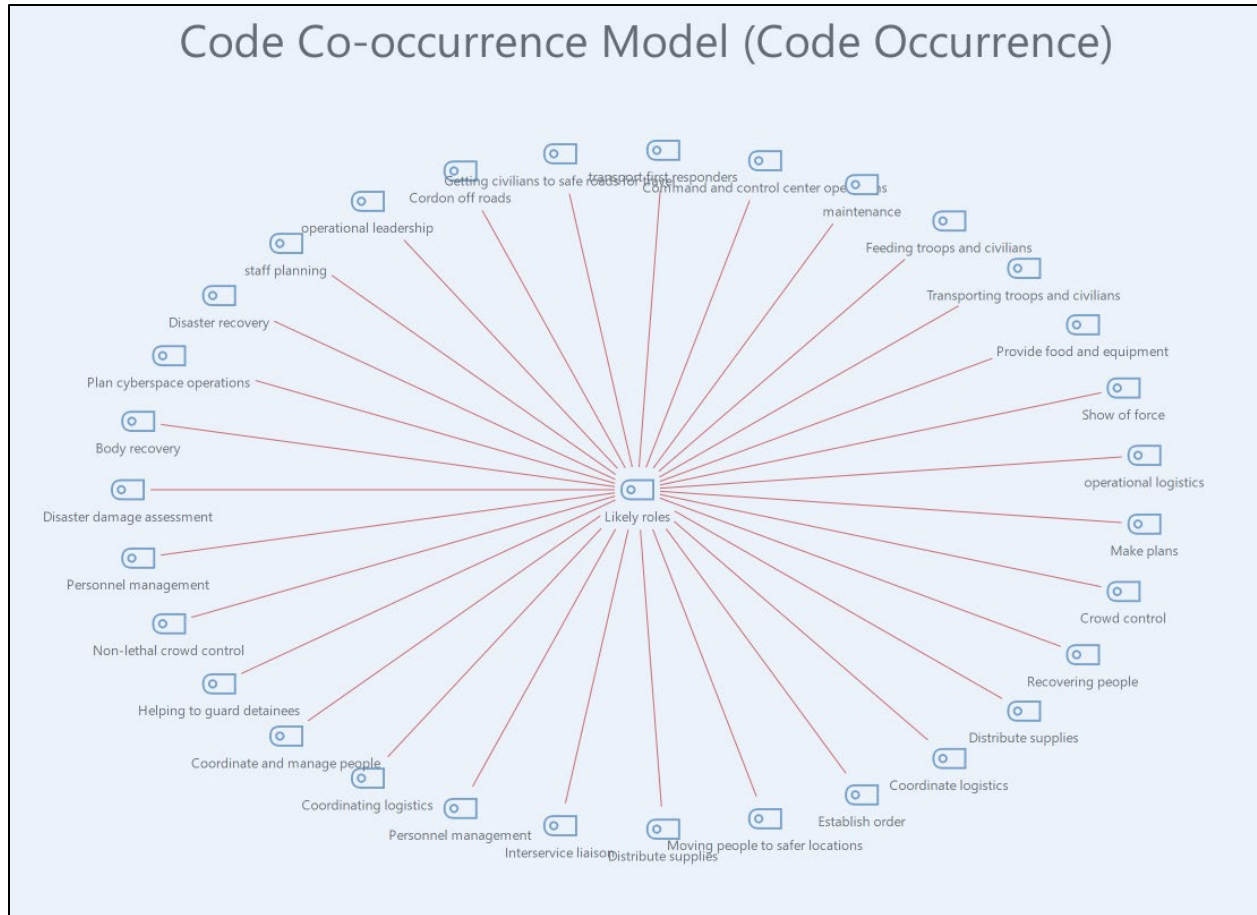 Code Co-occurrence Model (Code Occurrence)
transport first responders
Getting civilians to safe roads for travel
Command and control center operations
Cordon off roads
maintenance
operational leadership
Feeding troops and civilians
staff planning
Transporting troops and civilians
Disaster recovery
Provide food and equipment
Plan cyberspace operations
Show of force
Body recovery
operational logistics
Disaster damage assessment
Likely roles
Make plans
Personnel management
Crowd control
Non-lethal crowd control
Recovering people
Helping to guard detainees
Distribute supplies
Coordinate and manage people
Coordinate logistics
Coordinating logistics
Establish order
Personnel management
Moving people to safer locations
Interservice liaison
Distribute supplies